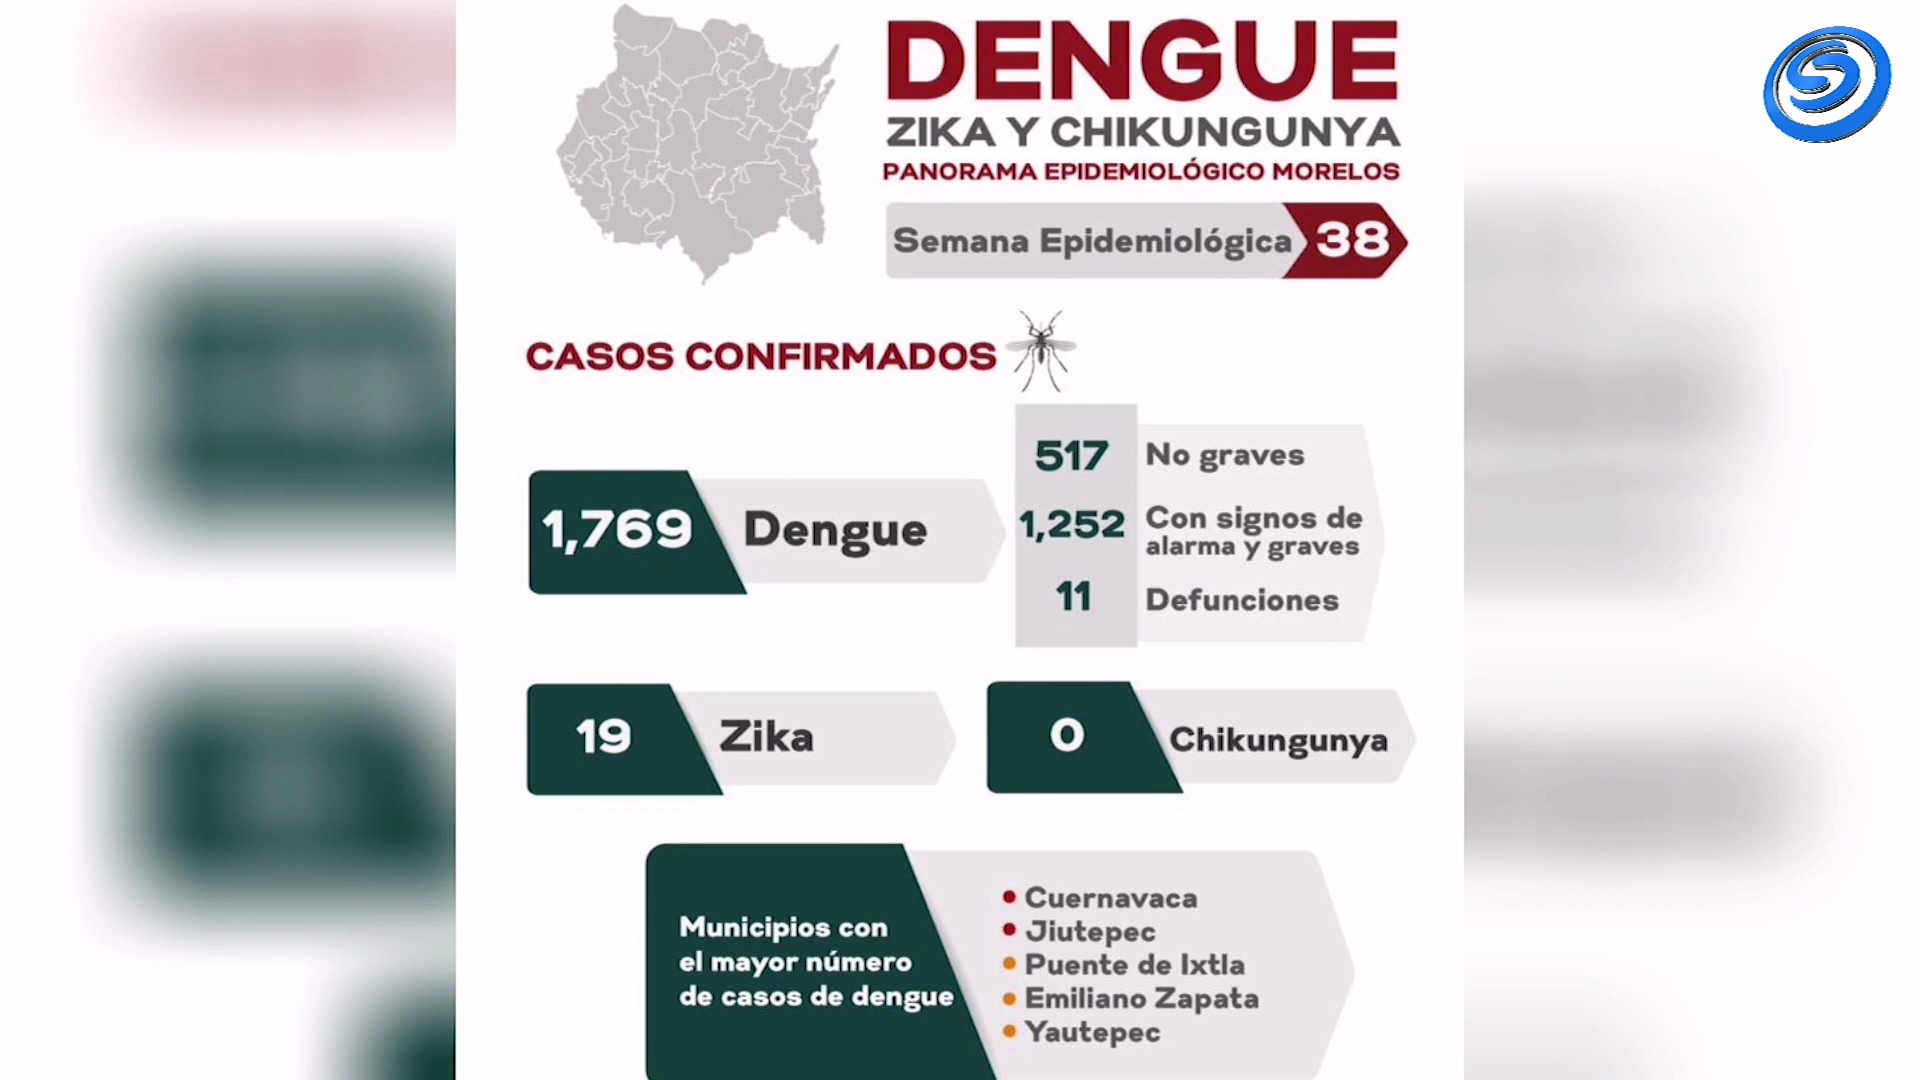 DENGUE
ZIKA Y CHIKUNGUNYA
PANORAMA EPIDEMIOLÓGICO MORELOS
Semana Epidemiológica 38
CASOS CONFIRMADOS
1,769 Dengue
517 No graves
1,252 Con signos de
alarma y graves
11 Defunciones
19 Zika
0 Chikungunya
Municipios con
el mayor número
de casos de dengue
• Cuernavaca
• Jiutepec
• Puente de Ixtla
• Emiliano Zapata
• Yautepec